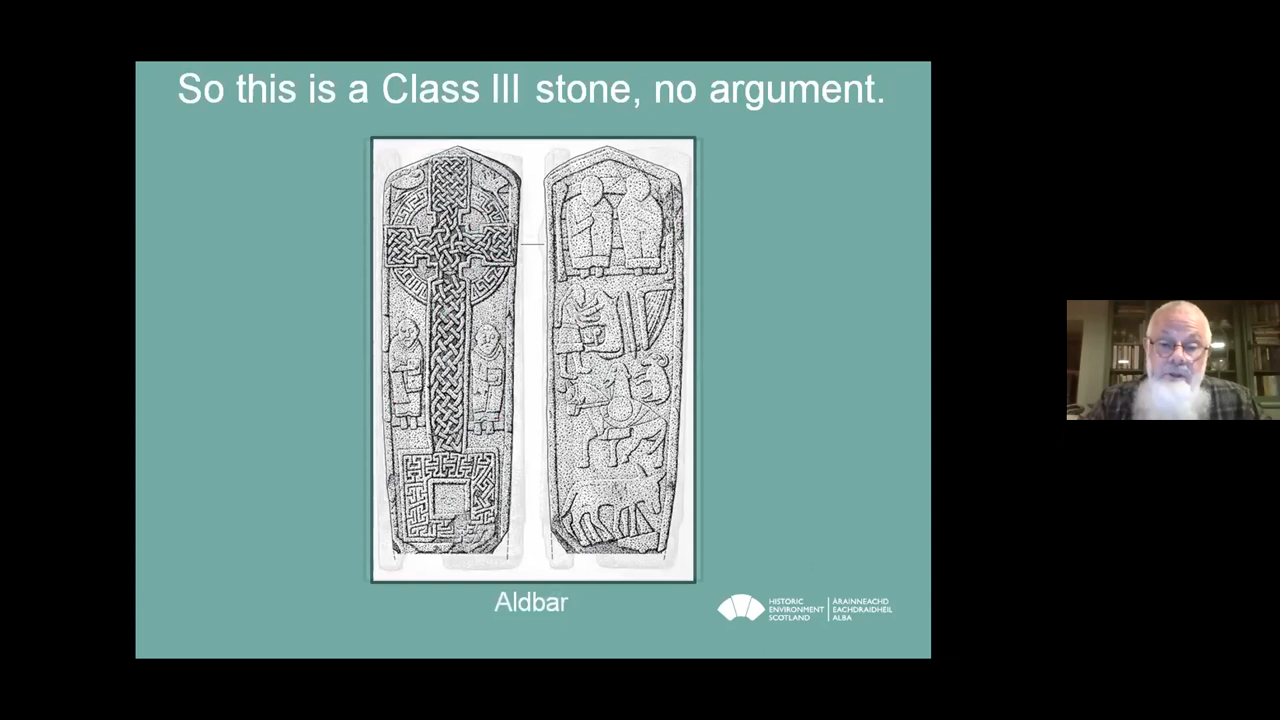 So this is a Class III stone, no argument.
Aldbar
HISTORIC
ENVIRONMENT
SCOTLAND
ÀRAINNEACHD
EACHDRAIDHEIL
ALBA